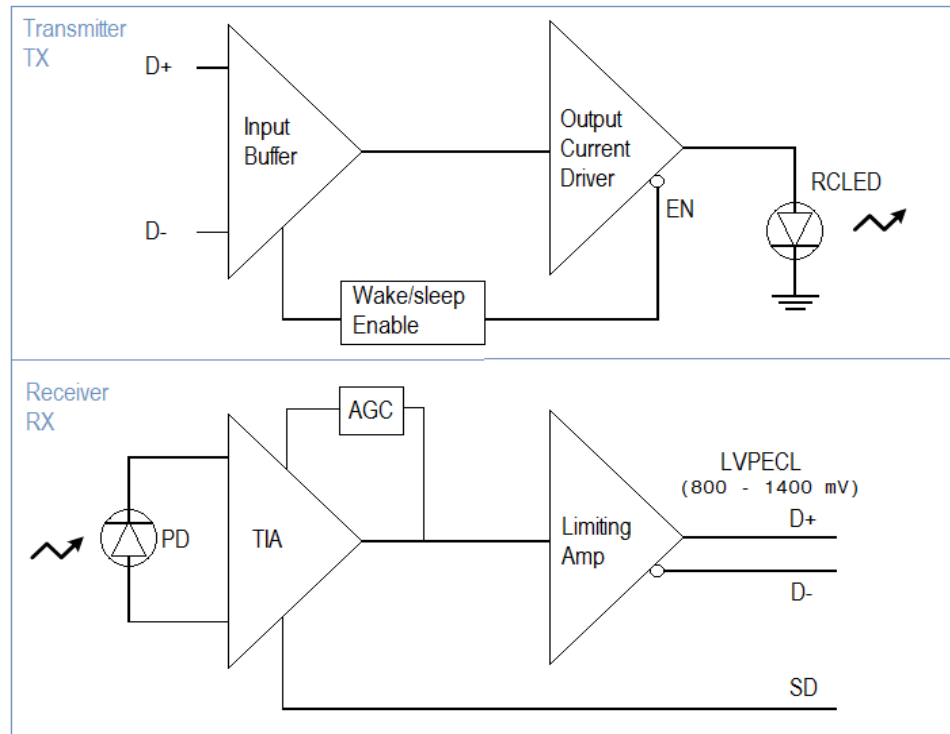 Transmitter
TX
D+
D-
Input
Buffer
Output
Current
Driver
EN
RCLED
Wake/sleep
Enable
Receiver
RX
AGC
PD
TIA
Limiting
Amp
LVPECL
(800 - 1400 mV)
D+
D-
SD